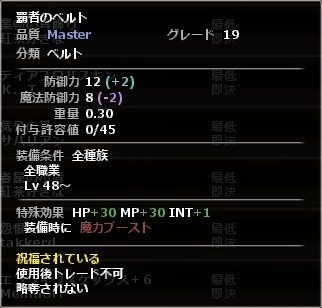 覇者のベルト
品質 Master グレード 19
分類 ベルト
防御力 12 (+2)
魔法防御力 8 (-2)
重量 0.30
付与許容値 0/45
装備条件 全種族
全職業
Lv 48～
特殊効果 HP+30 MP+30 INT+1
装備時に 魔力ブースト
祝福されている
使用後トレード不可
略奪されない